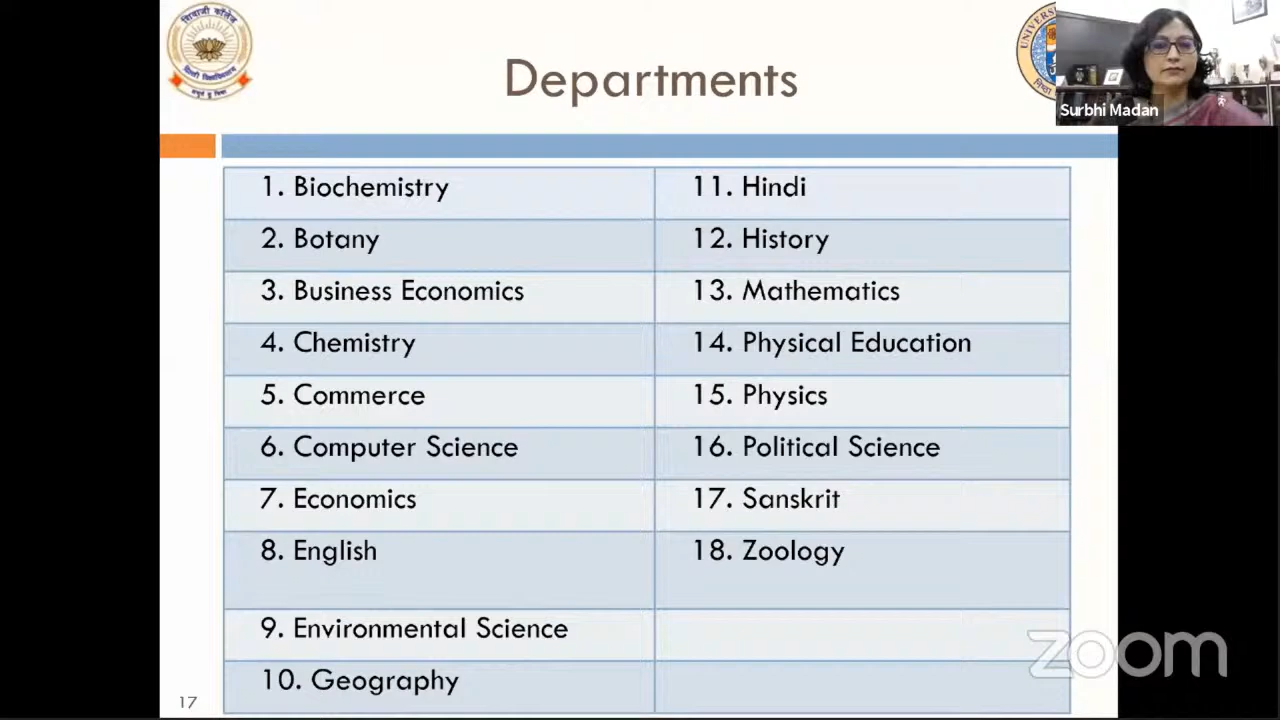 शिवाजी कॉलेज
Departments
UNIVERS
Surbhi Madan
1. Biochemistry
11. Hindi
2. Botany
12. History
3. Business Economics
13. Mathematics
4. Chemistry
14. Physical Education
5. Commerce
15. Physics
6. Computer Science
16. Political Science
7. Economics
17. Sanskrit
8. English
18. Zoology
9. Environmental Science
10. Geography
zoom
17